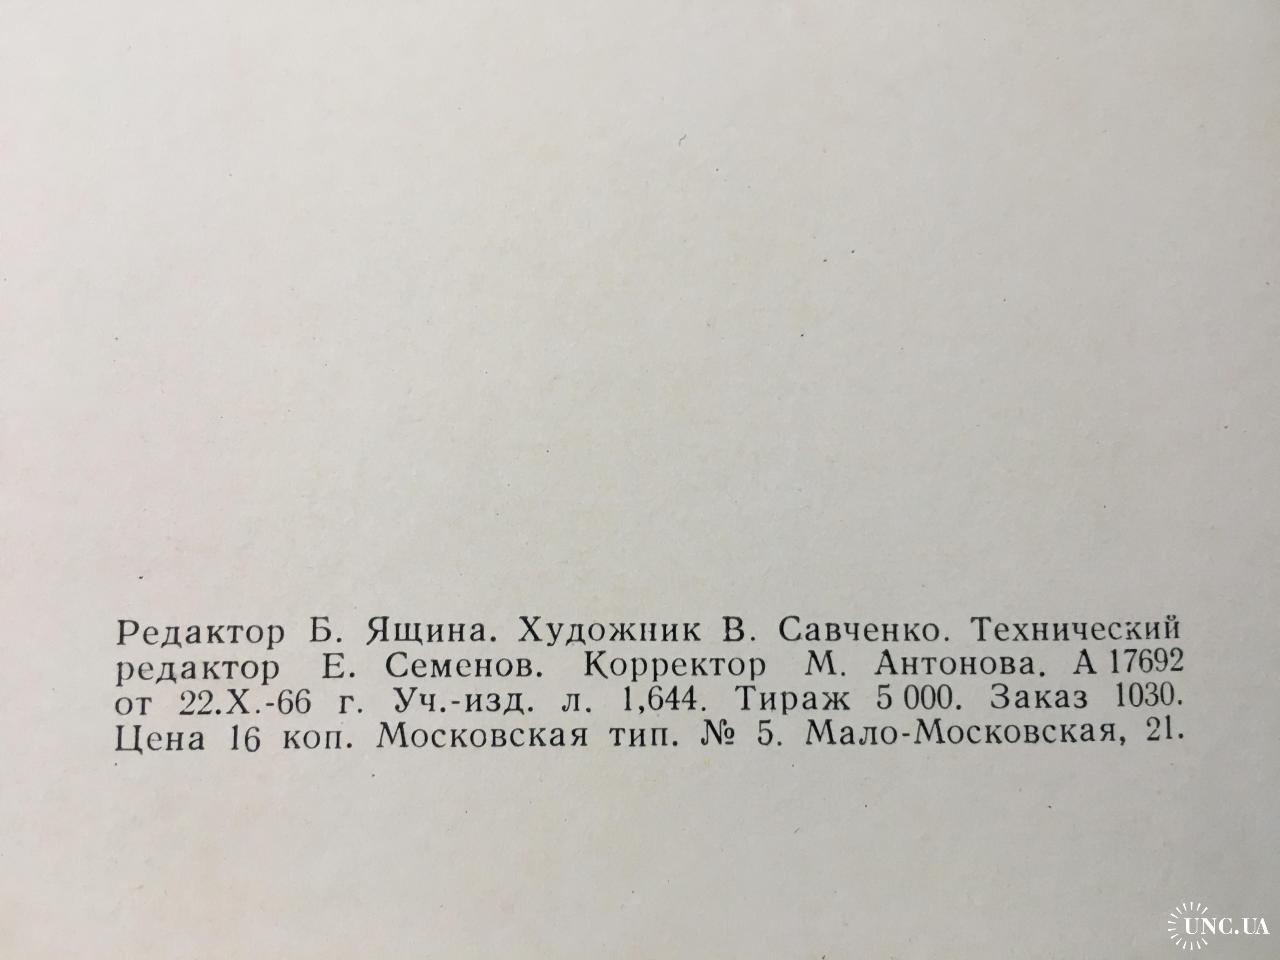 Редактор Б. Ящина. Художник В. Савченко. Технический
редактор Е. Семенов. Корректор М. Антонова. А 17692
от 22.X.-66 г. Уч.-изд. л. 1,644. Тираж 5 000. Заказ 1030.
Цена 16 коп. Московская тип. № 5. Мало-Московская, 21.
UNC.UA